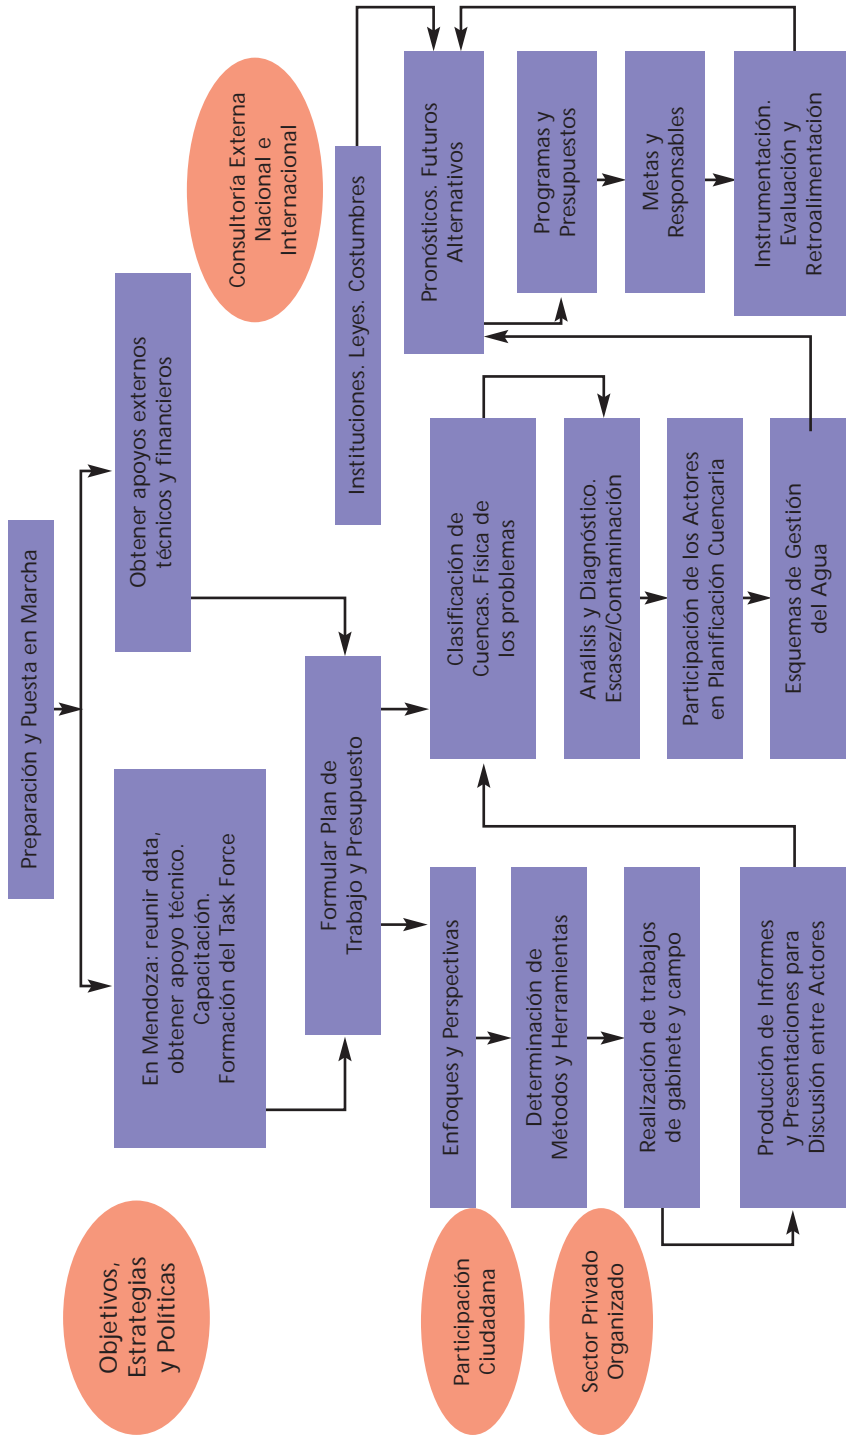 Preparación y Puesta en Marcha
Objetivos,
Estrategias
y Políticas
En Mendoza: reunir data,
obtener apoyo técnico.
Capacitación.
Formación del Task Force
Obtener apoyos externos
técnicos y financieros
Consultoría Externa
Nacional e
Internacional
Formular Plan de
Trabajo y Presupuesto
Instituciones. Leyes. Costumbres
Participación
Ciudadana
Sector Privado
Organizado
Enfoques y Perspectivas
Determinación de
Métodos y Herramientas
Realización de trabajos
de gabinete y campo
Producción de Informes
y Presentaciones para
Discusión entre Actores
Clasificación de
Cuencas. Física de
los problemas
Análisis y Diagnóstico.
Escasez/Contaminación
Participación de los Actores
en Planificación Cuencaria
Esquemas de Gestión
del Agua
Pronósticos. Futuros
Alternativos
Programas y
Presupuestos
Metas y
Responsables
Instrumentación.
Evaluación y
Retroalimentación